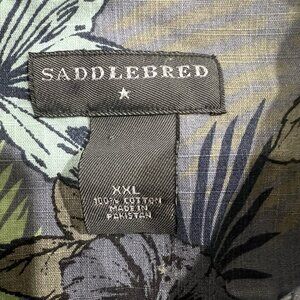 SADDLEBRED
XXL
100% COTTON
MADE IN
PAKISTAN